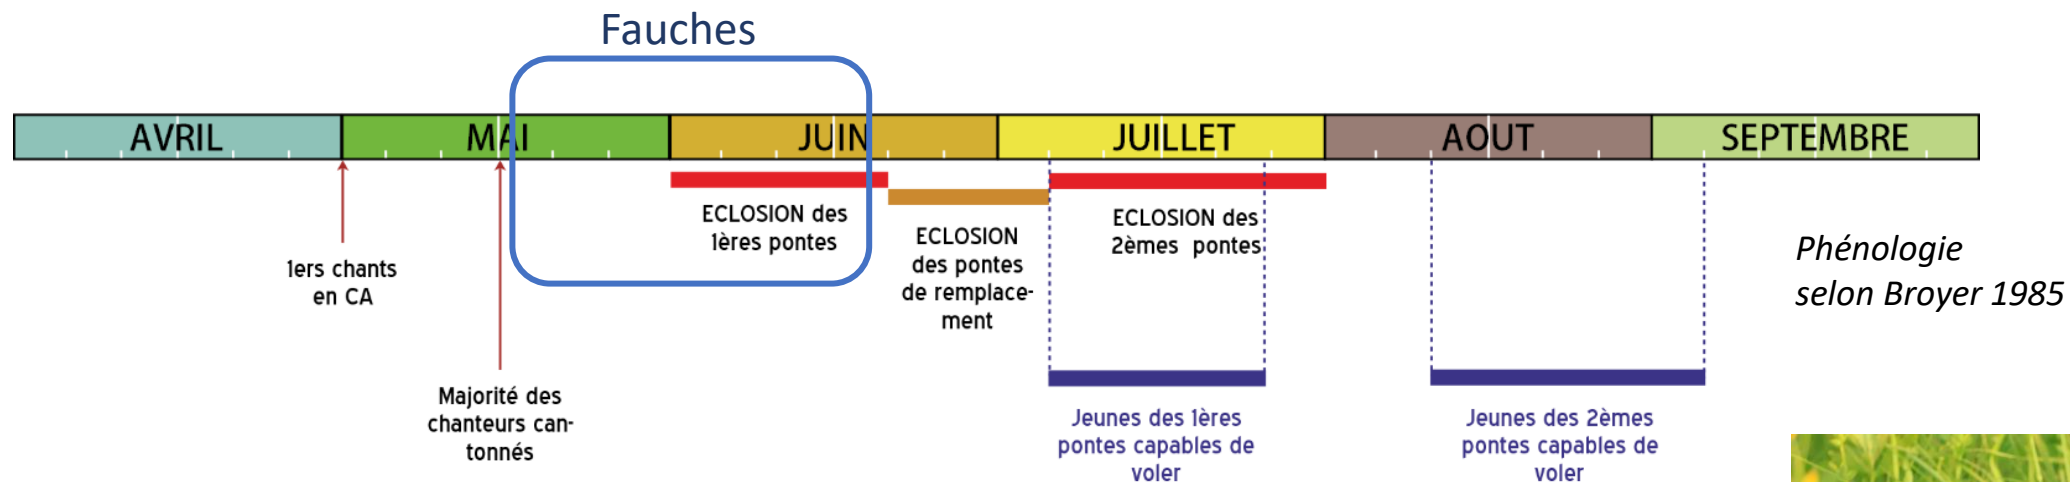 Fauches
AVRIL
MAI
JUIN
JUILLET
AOUT
SEPTEMBRE
1ers chants
en CA
Majorité des
chanteurs can-
tonnés
ECLOSION des
1ères pontes
ECLOSION
des pontes
de remplace-
ment
ECLOSION des
2èmes pontes
Jeunes des 1ères
pontes capables de
voler
Jeunes des 2èmes
pontes capables de
voler
Phénologie
selon Broyer 1985